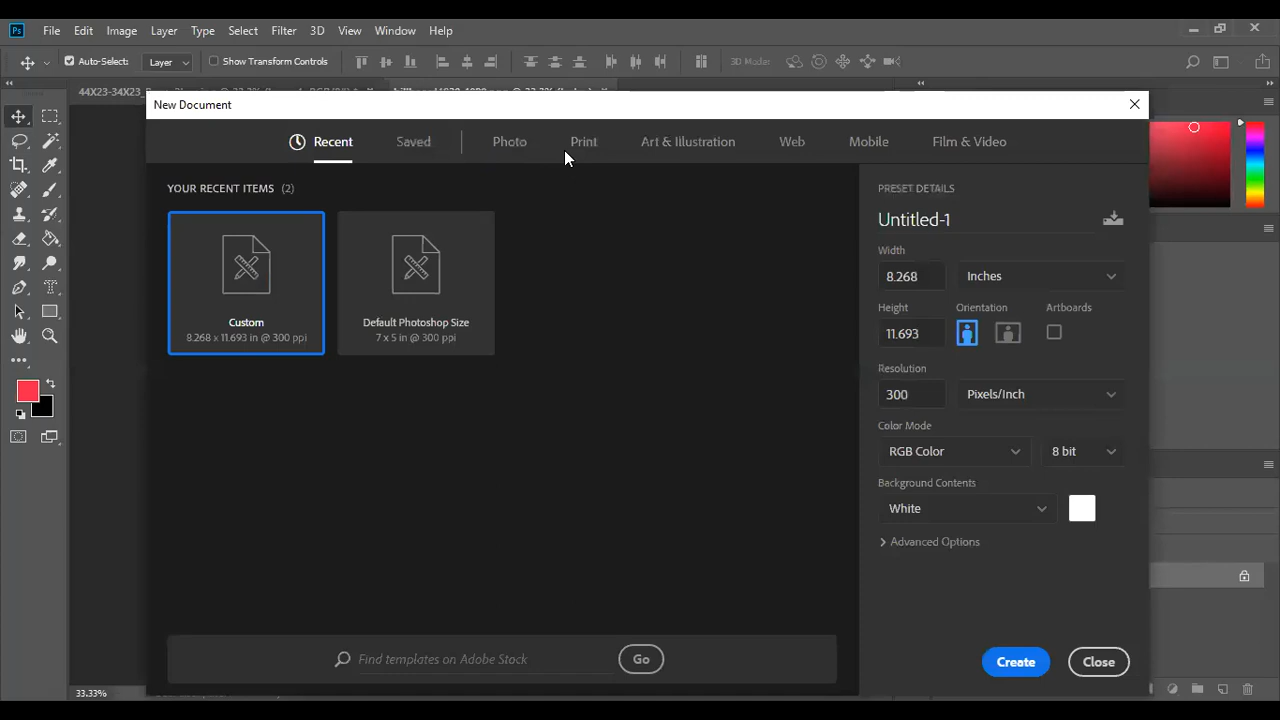 Ps File Edit Image Layer Type Select Filter 3D View Window Help
Auto-Select: Layer Show Transform Controls
New Document
Recent Saved Photo Print Art & Illustration Web Mobile Film & Video
YOUR RECENT ITEMS (2)
Custom
8.268 x 11.693 in @ 300 ppi
Default Photoshop Size
7 x 5 in @ 300 ppi
Find templates on Adobe Stock Go
PRESET DETAILS
Untitled-1
Width
8.268 Inches
Height Orientation Artboards
11.693
Resolution
300 Pixels/Inch
Color Mode
RGB Color 8 bit
Background Contents
White
Advanced Options
Create Close
33.33%